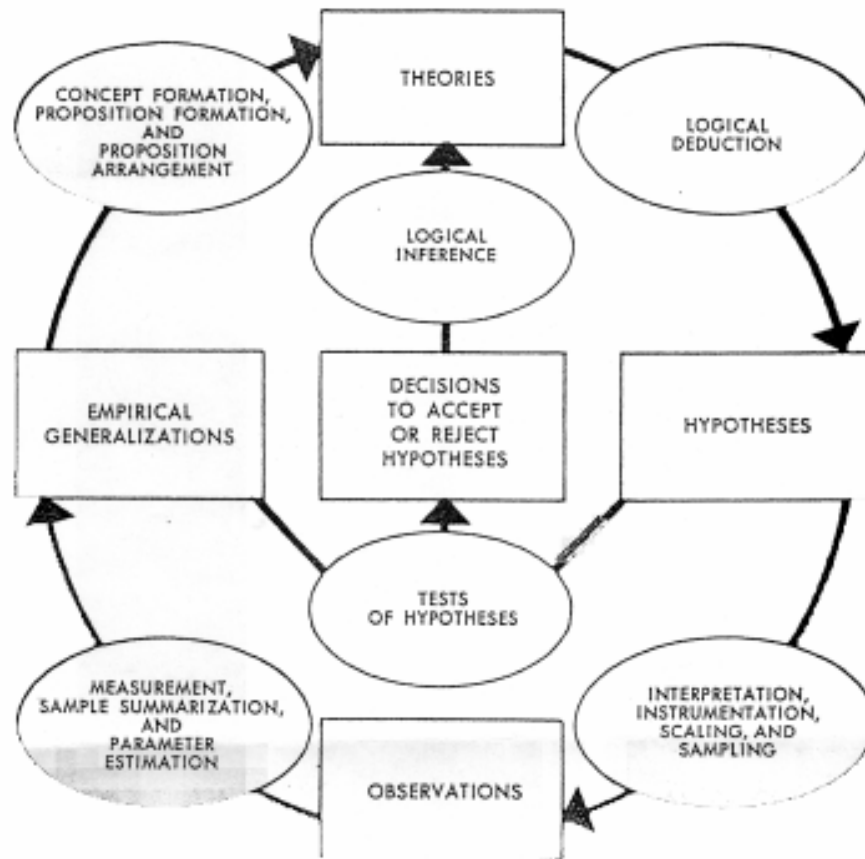 THEORIES
CONCEPT FORMATION,
PROPOSITION FORMATION,
AND
PROPOSITION
ARRANGEMENT
LOGICAL
DEDUCTION
LOGICAL
INFERENCE
EMPIRICAL
GENERALIZATIONS
DECISIONS
TO ACCEPT
OR REJECT
HYPOTHESES
HYPOTHESES
TESTS
OF HYPOTHESES
MEASUREMENT,
SAMPLE SUMMARIZATION,
AND
PARAMETER
ESTIMATION
INTERPRETATION,
INSTRUMENTATION,
SCALING, AND
SAMPLING
OBSERVATIONS